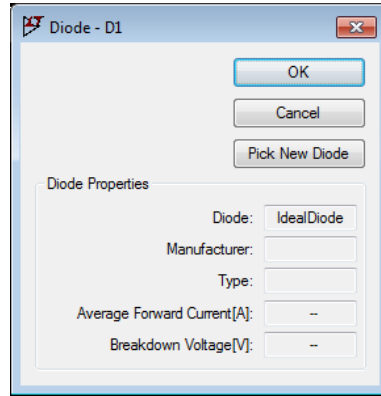 Diode - D1
OK
Cancel
Pick New Diode
Diode Properties
Diode: IdealDiode
Manufacturer:
Type:
Average Forward Current[A]: --
Breakdown Voltage[V]: --